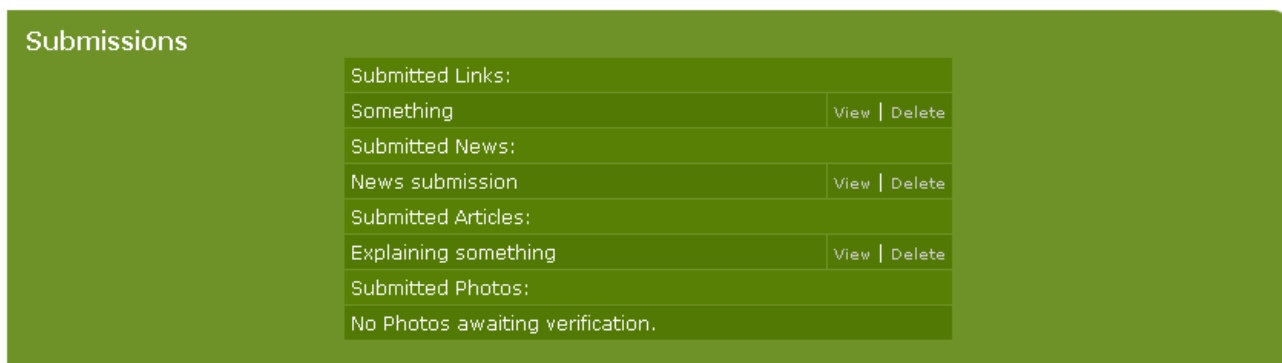 Submissions
Submitted Links:
Something View | Delete
Submitted News:
News submission View | Delete
Submitted Articles:
Explaining something View | Delete
Submitted Photos:
No Photos awaiting verification.